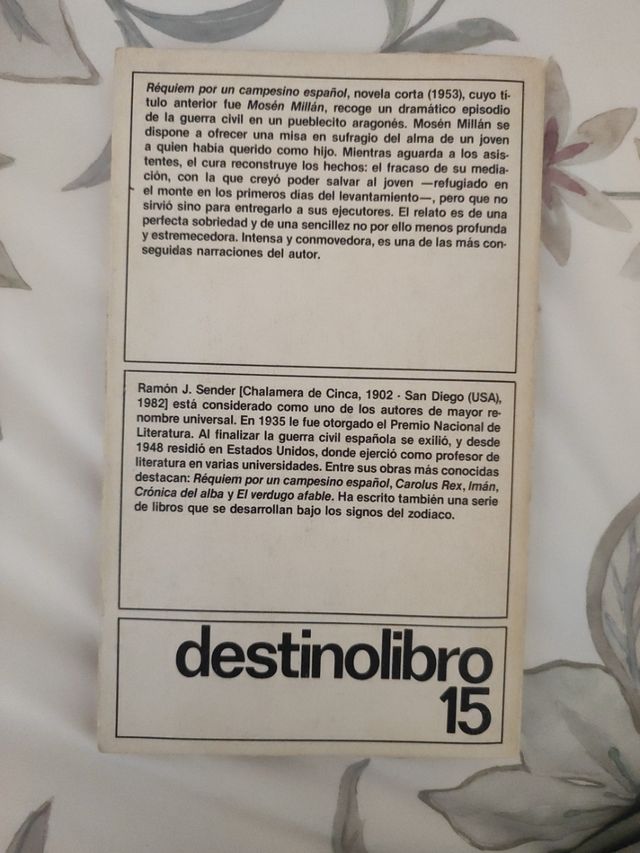 Réquiem por un campesino español, novela corta (1953), cuyo tí-
tulo anterior fue Mosén Millán, recoge un dramático episodio
de la guerra civil en un pueblecito aragonés. Mosén Millán se
dispone a ofrecer una misa en sufragio del alma de un joven
a quien había querido como hijo. Mientras aguarda a los asis-
tentes, el cura reconstruye los hechos: el fracaso de su media-
ción, con la que creyó poder salvar al joven —refugiado en
el monte en los primeros días del levantamiento—, pero que no
sirvió sino para entregarlo a sus ejecutores. El relato es de una
perfecta sobriedad y de una sencillez no por ello menos profunda
y estremecedora. Intensa y conmovedora, es una de las más con-
seguidas narraciones del autor.
Ramón J. Sender [Chalamera de Cinca, 1902 - San Diego (USA),
1982] está considerado como uno de los autores de mayor re-
nombre universal. En 1935 le fue otorgado el Premio Nacional de
Literatura. Al finalizar la guerra civil española se exilió, y desde
1948 residió en Estados Unidos, donde ejerció como profesor de
literatura en varias universidades. Entre sus obras más conocidas
destacan: Réquiem por un campesino español, Carolus Rex, Imán,
Crónica del alba y El verdugo afable. Ha escrito también una serie
de libros que se desarrollan bajo los signos del zodiaco.
destinolibro
15